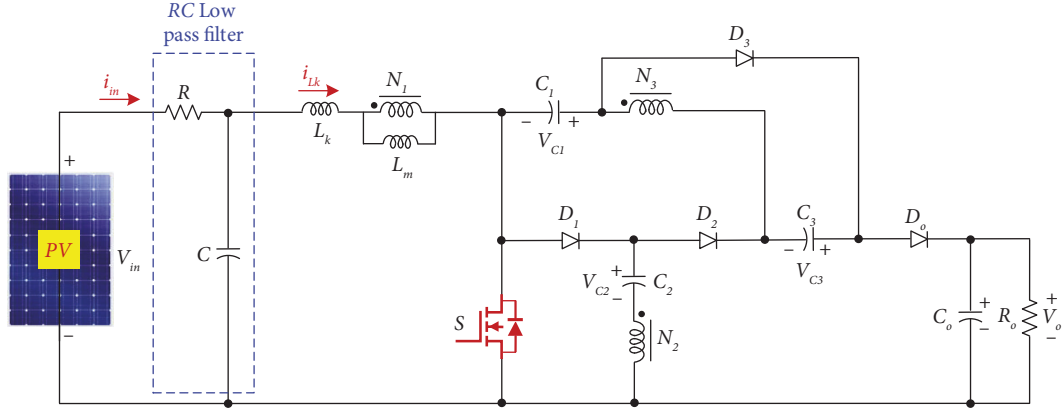 RC Low
pass filter
i_in
R
i_Lk
N_1
L_k
L_m
C_1
− +
V_C1
N_3
D_3
+
PV
V_in
−
C
D_1
D_2
C_3
− +
V_C3
D_o
V_C2
+
−
C_2
N_2
S
C_o
+
−
R_o
+
V_o
−